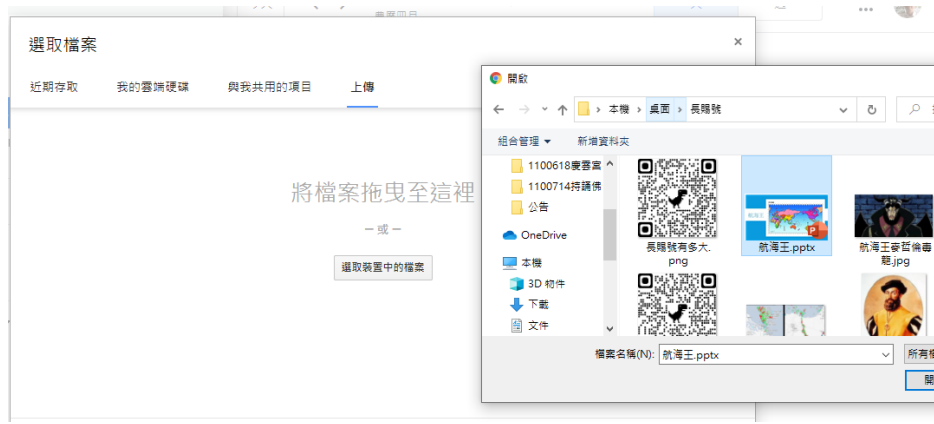 選取檔案
近期存取
我的雲端硬碟
與我共用的項目
上傳
將檔案拖曳至這裡
— 或 —
選取裝置中的檔案
開啟
本機 › 桌面 › 長賜號
組合管理
新增資料夾
1100618慶雲宮
1100714持誦佛
公告
OneDrive
本機
3D 物件
下載
文件
長賜號有多大.
png
航海王.pptx
航海王麥哲倫毒
龍.jpg
檔案名稱(N):
航海王.pptx
所有檔
開